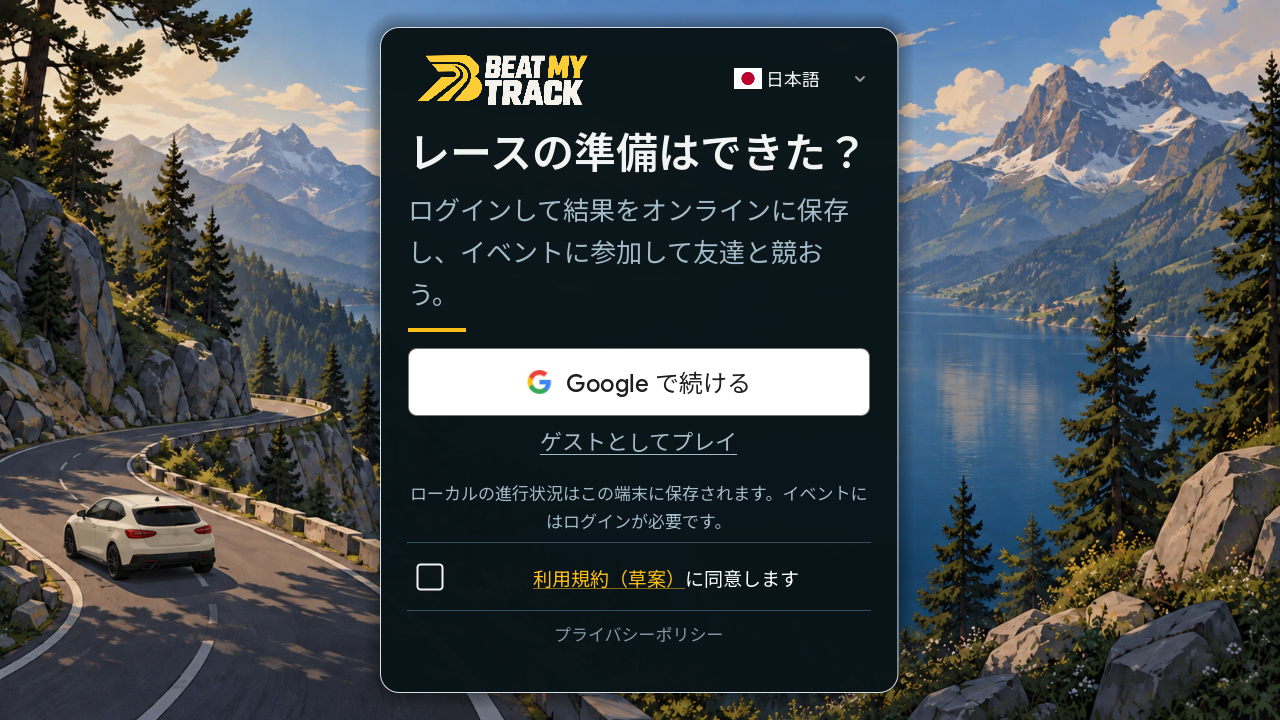 BEAT MY
TRACK
日本語
レースの準備はできた？
ログインして結果をオンラインに保存
し、イベントに参加して友達と競お
う。
Google で続ける
ゲストとしてプレイ
ローカルの進行状況はこの端末に保存されます。イベントに
はログインが必要です。
利用規約（草案）に同意します
プライバシーポリシー